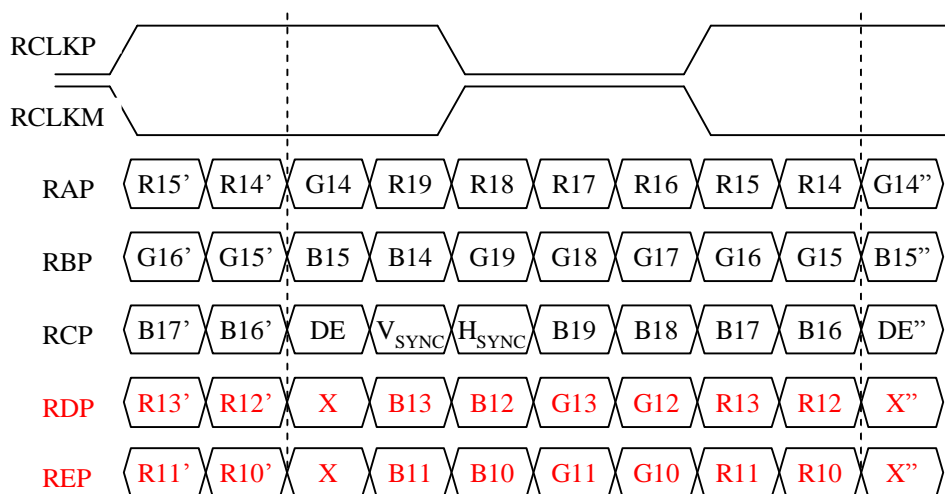 RCLKP
RCLKM
RAP R15’ R14’ G14 R19 R18 R17 R16 R15 R14 G14”
RBP G16’ G15’ B15 B14 G19 G18 G17 G16 G15 B15”
RCP B17’ B16’ DE VSYNC HSYNC B19 B18 B17 B16 DE”
RDP R13’ R12’ X B13 B12 G13 G12 R13 R12 X”
REP R11’ R10’ X B11 B10 G11 G10 R11 R10 X”